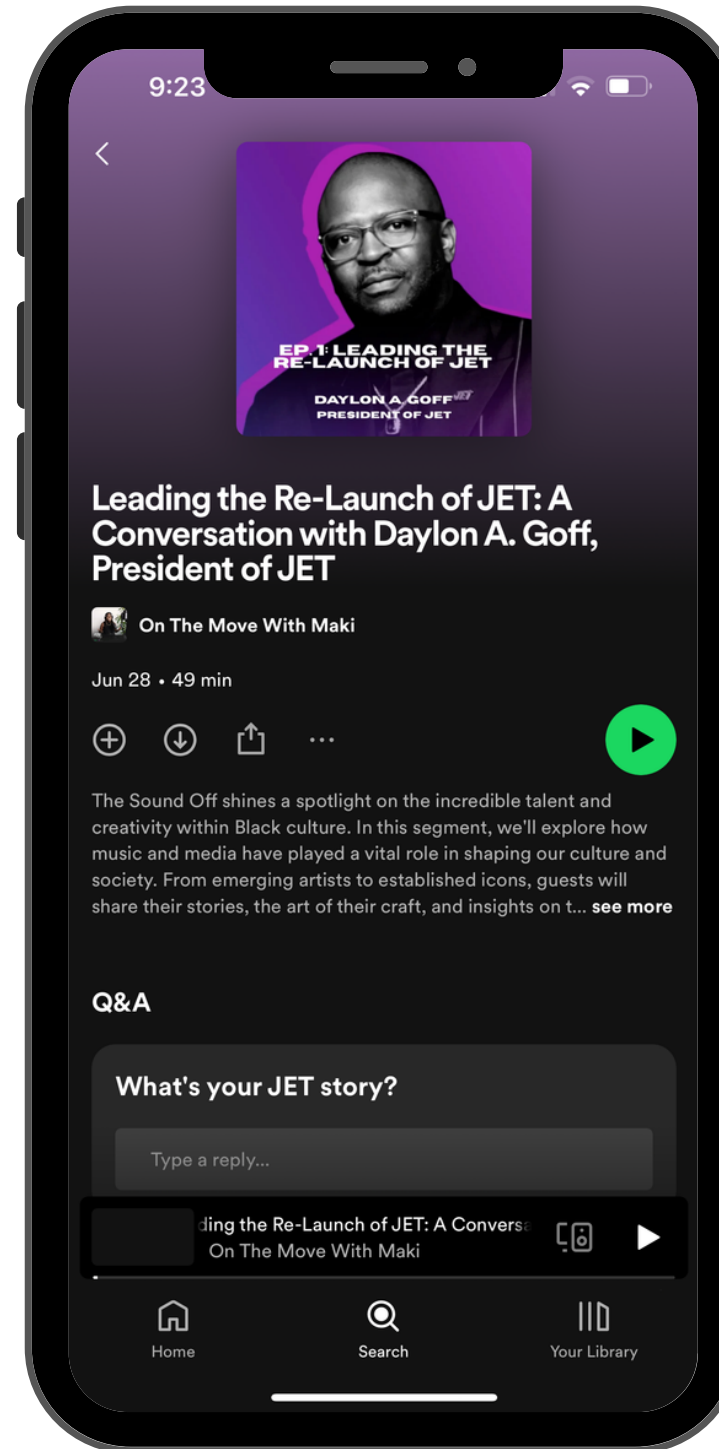 9:23
EP. 1: LEADING THE
RE-LAUNCH OF JET
DAYLON A. GOFF
JET
PRESIDENT OF JET
Leading the Re-Launch of JET: A
Conversation with Daylon A. Goff,
President of JET
On The Move With Maki
Jun 28 • 49 min
The Sound Off shines a spotlight on the incredible talent and
creativity within Black culture. In this segment, we'll explore how
music and media have played a vital role in shaping our culture and
society. From emerging artists to established icons, guests will
share their stories, the art of their craft, and insights on t... see more
Q&A
What's your JET story?
Type a reply...
ding the Re-Launch of JET: A Conversa
On The Move With Maki
Home
Search
Your Library